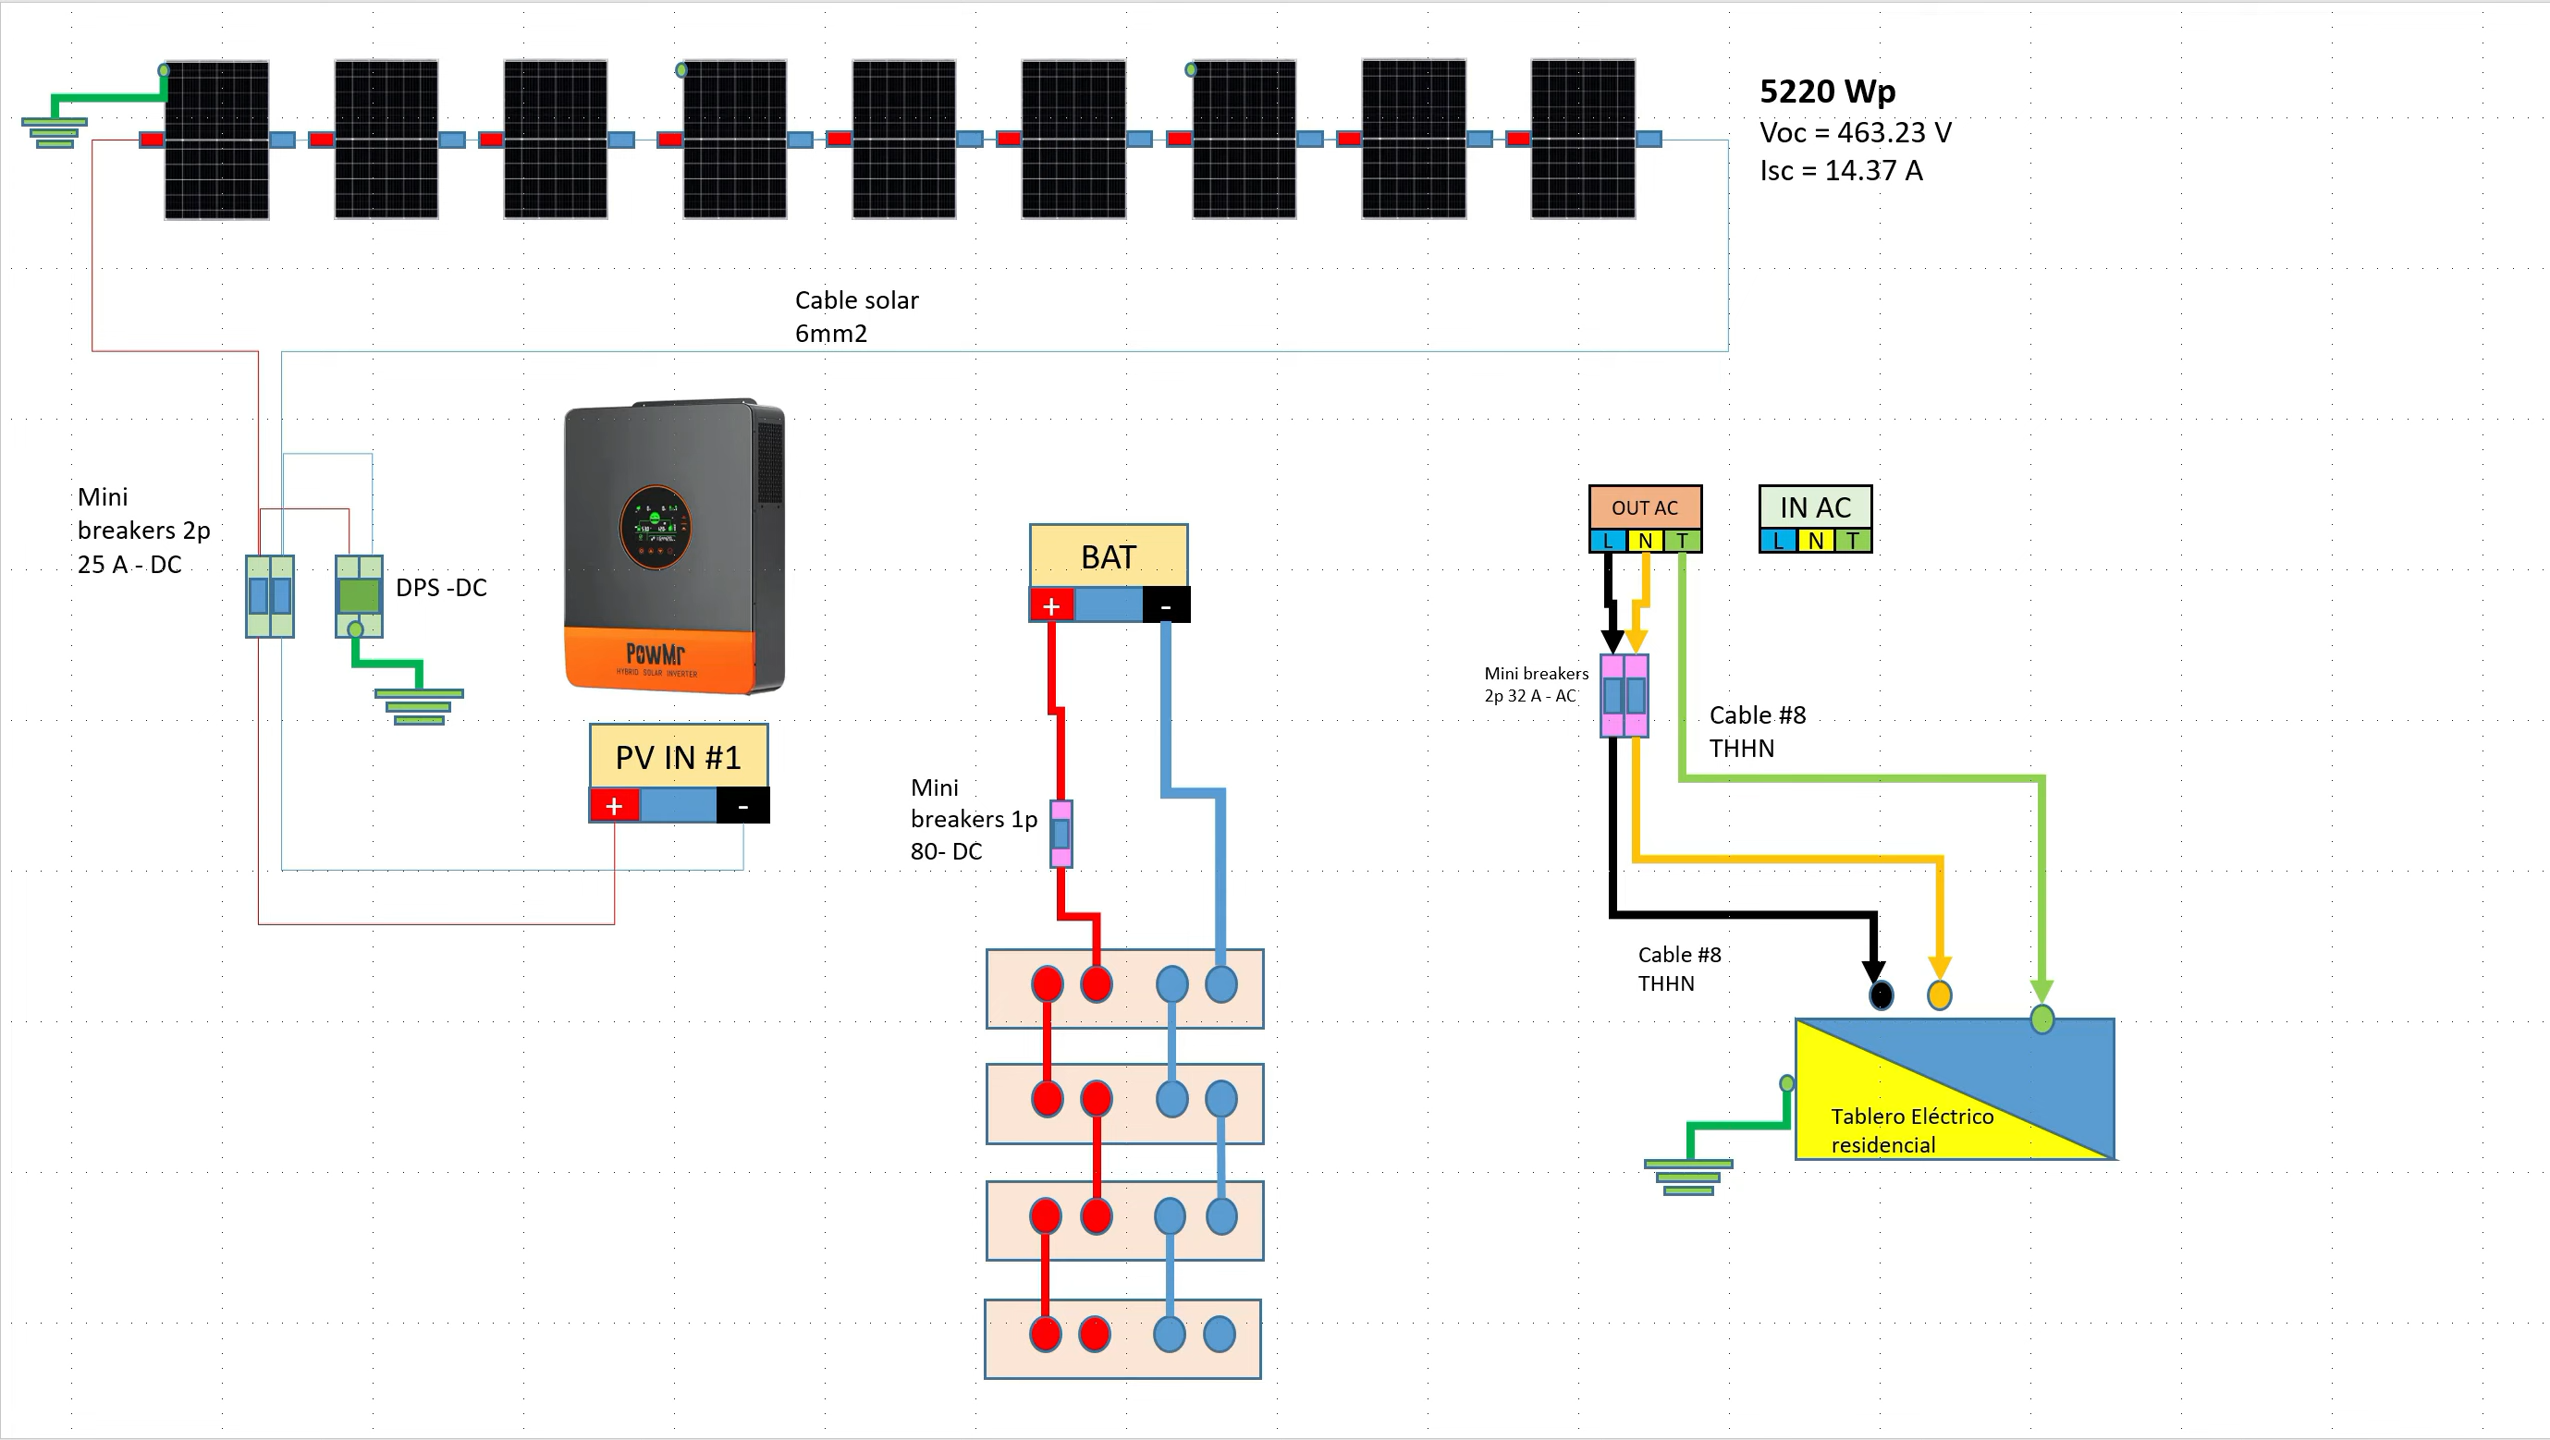 5220 Wp
Voc = 463.23 V
Isc = 14.37 A
Cable solar
6mm2
Mini
breakers 2p
25 A - DC
DPS -DC
PowMr
HYBRID SOLAR INVERTER
PV IN #1
+ -
BAT
+ -
Mini
breakers 1p
80- DC
OUT AC
L N T
IN AC
L N T
Mini breakers
2p 32 A - AC
Cable #8
THHN
Cable #8
THHN
Tablero Eléctrico
residencial